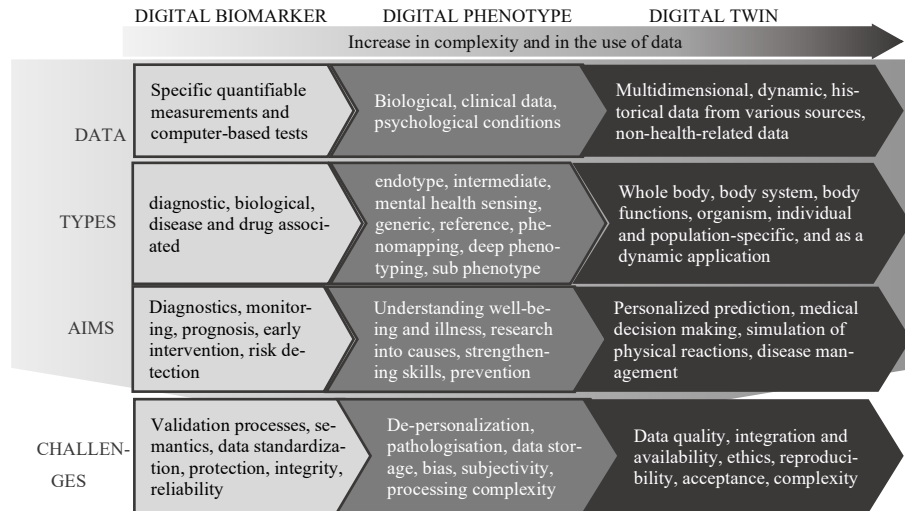 DIGITAL BIOMARKER
DIGITAL PHENOTYPE
DIGITAL TWIN
Increase in complexity and in the use of data
DATA
Specific quantifiable
measurements and
computer-based tests
Biological, clinical data,
psychological conditions
Multidimensional, dynamic, his-
torical data from various sources,
non-health-related data
TYPES
diagnostic, biological,
disease and drug associ-
ated
endotype, intermediate,
mental health sensing,
generic, reference, phe-
nomapping, deep pheno-
typing, sub phenotype
Whole body, body system, body
functions, organism, individual
and population-specific, and as a
dynamic application
AIMS
Diagnostics, monitor-
ing, prognosis, early
intervention, risk de-
tection
Understanding well-be-
ing and illness, research
into causes, strengthen-
ing skills, prevention
Personalized prediction, medical
decision making, simulation of
physical reactions, disease man-
agement
CHALLEN-
GES
Validation processes, se-
mantics, data standardiza-
tion, protection, integrity,
reliability
De-personalization,
pathologisation, data stor-
age, bias, subjectivity,
processing complexity
Data quality, integration and
availability, ethics, reproduci-
bility, acceptance, complexity